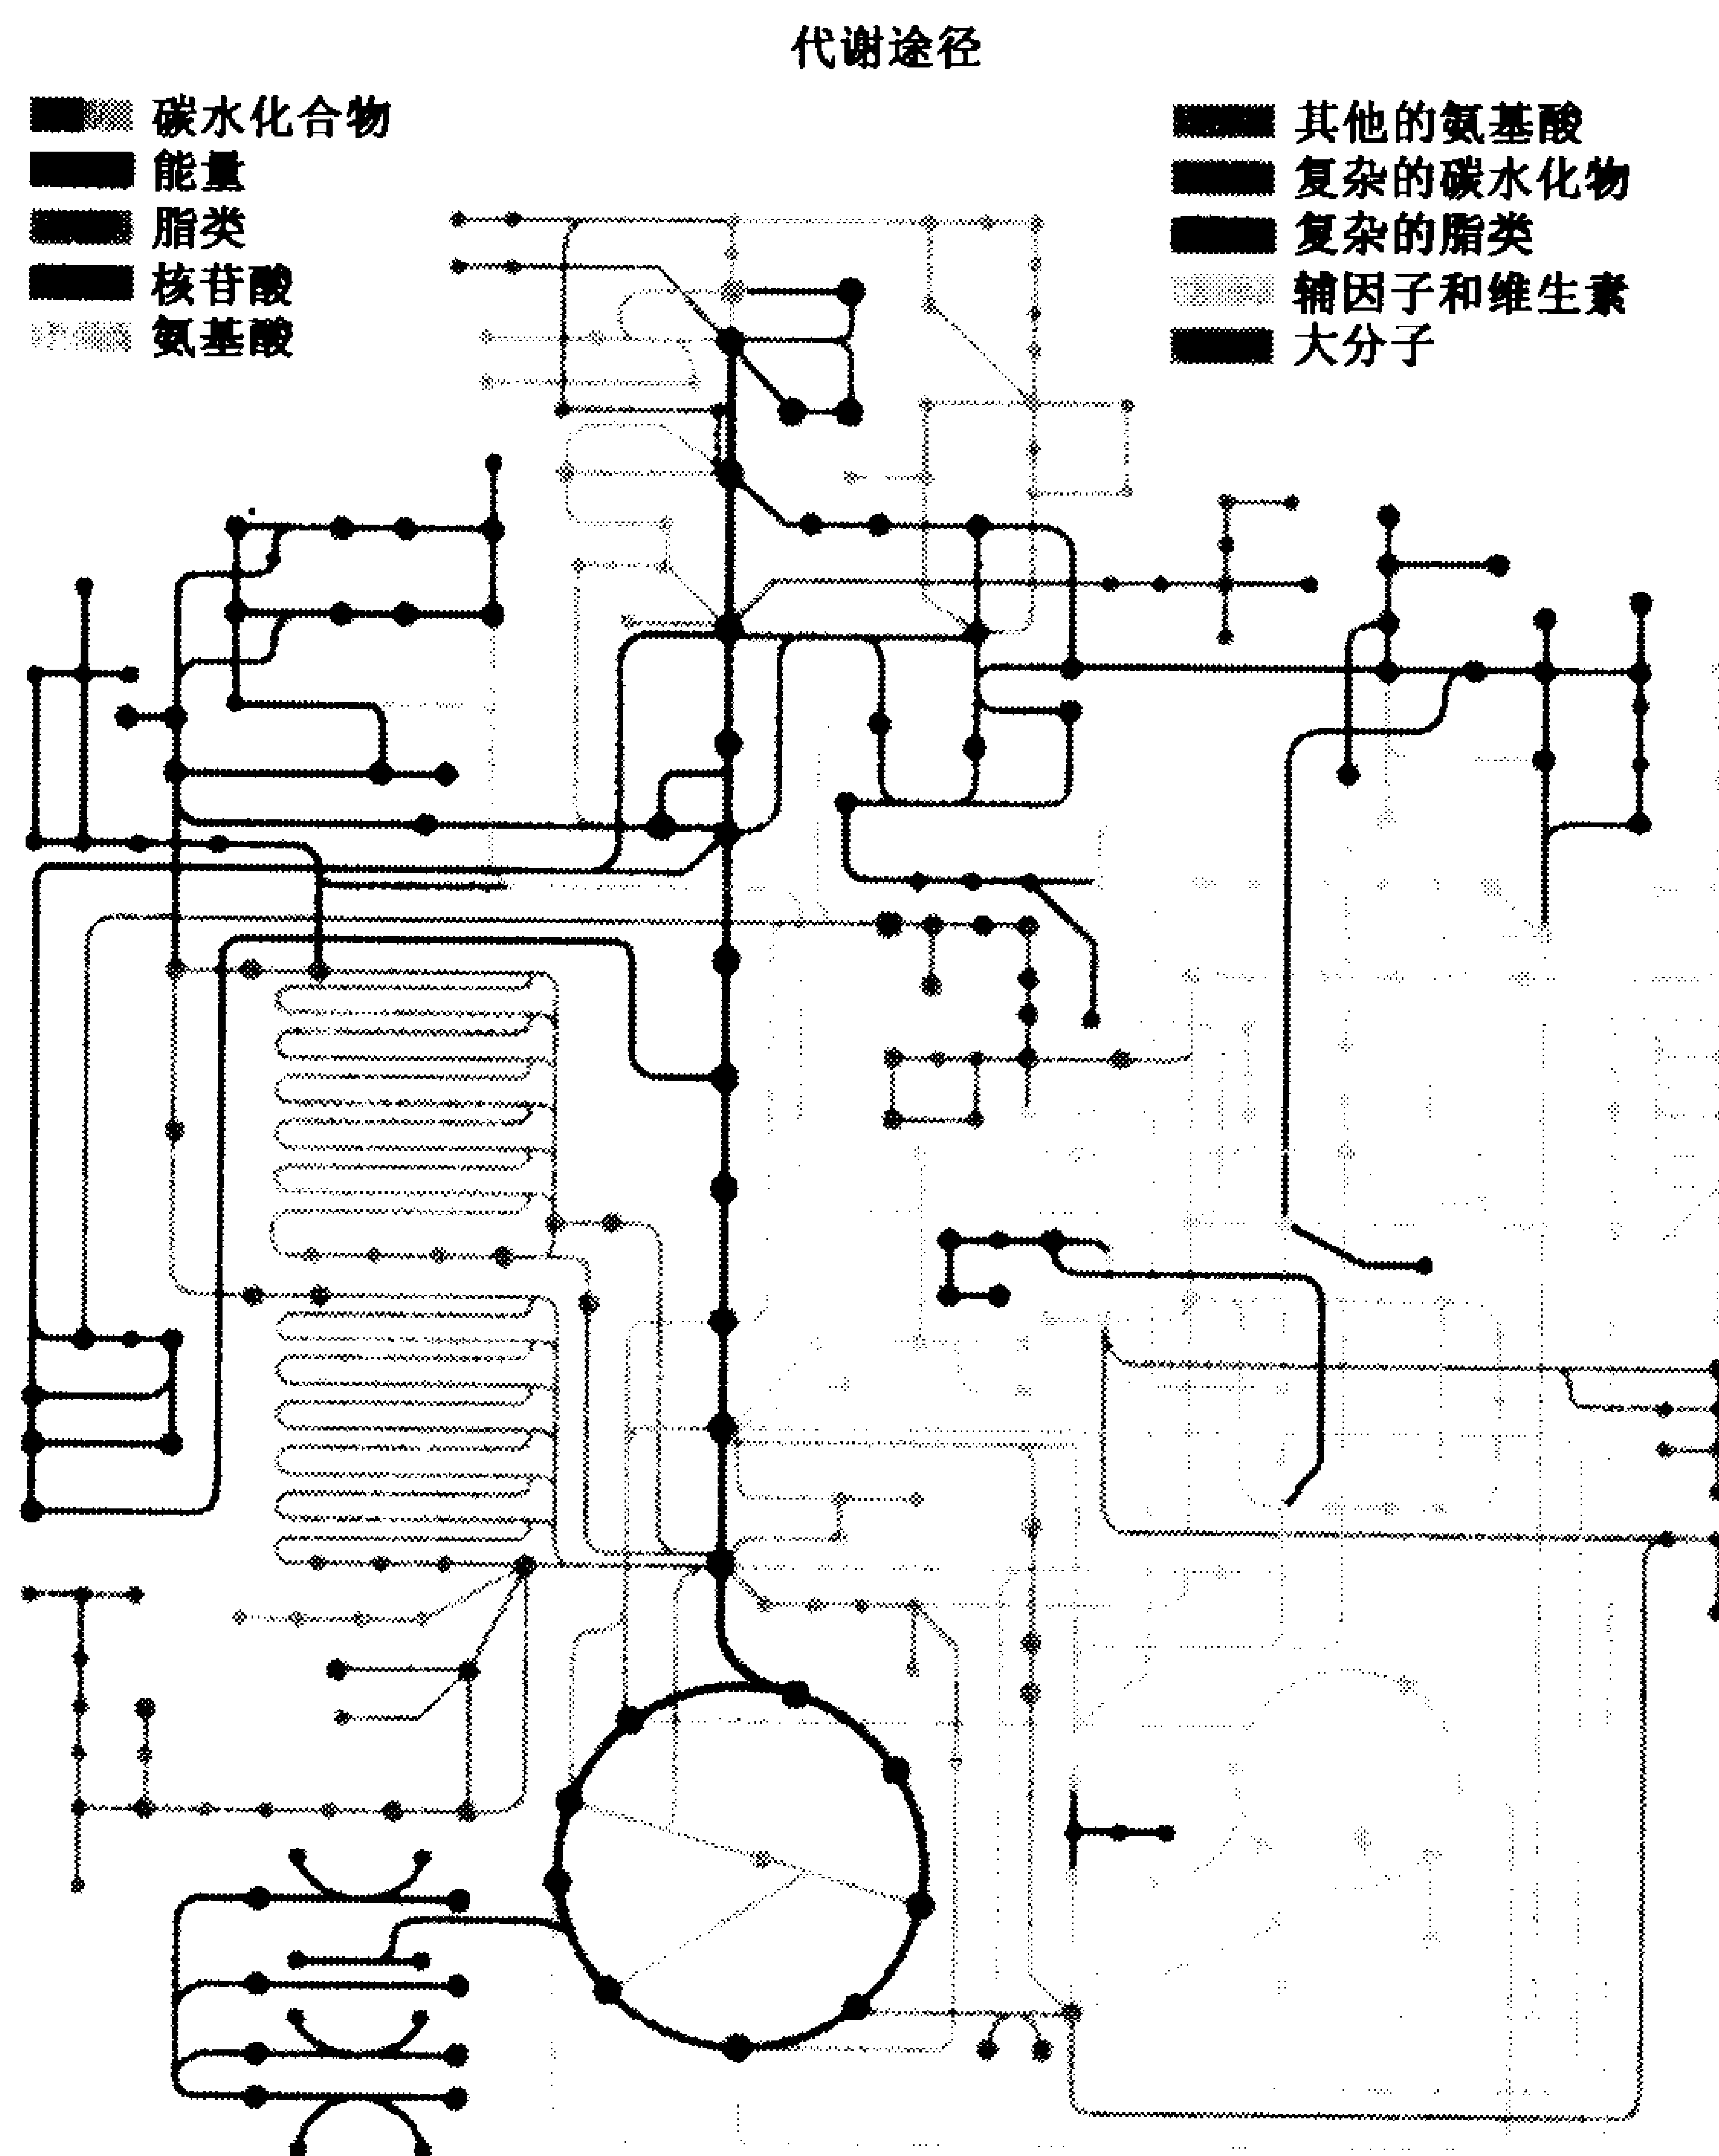 代谢途径
碳水化合物
能量
脂类
核苷酸
氨基酸
其他的氨基酸
复杂的碳水化物
复杂的脂类
辅因子和维生素
大分子